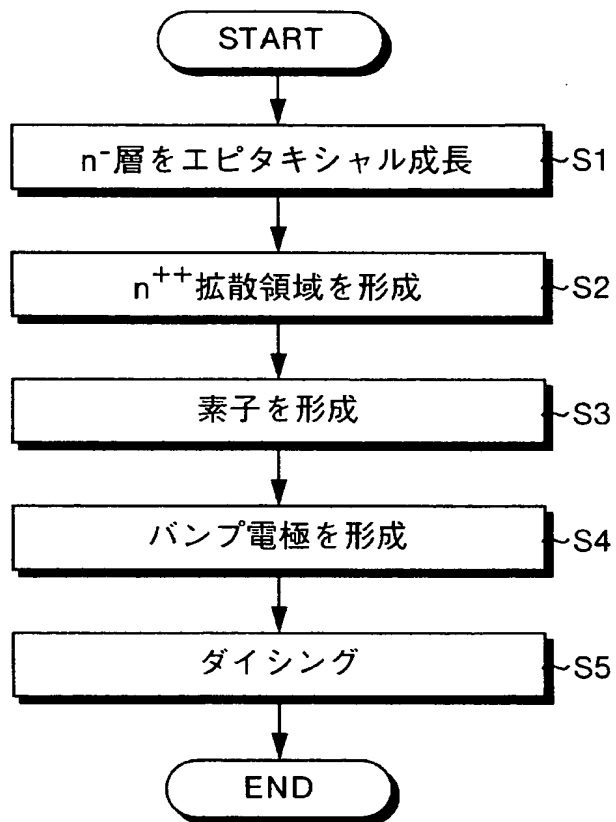 START
n⁻層をエピタキシャル成長 S1
n⁺⁺拡散領域を形成 S2
素子を形成 S3
バンプ電極を形成 S4
ダイシング S5
END